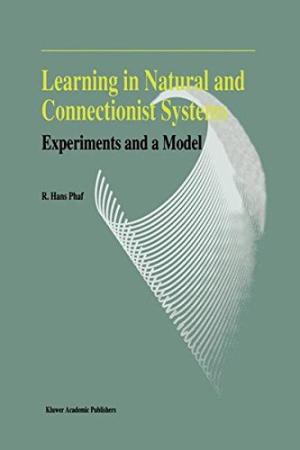 Learning in Natural and
Connectionist Systems
Experiments and a Model
R. Hans Phaf
Kluwer Academic Publishers